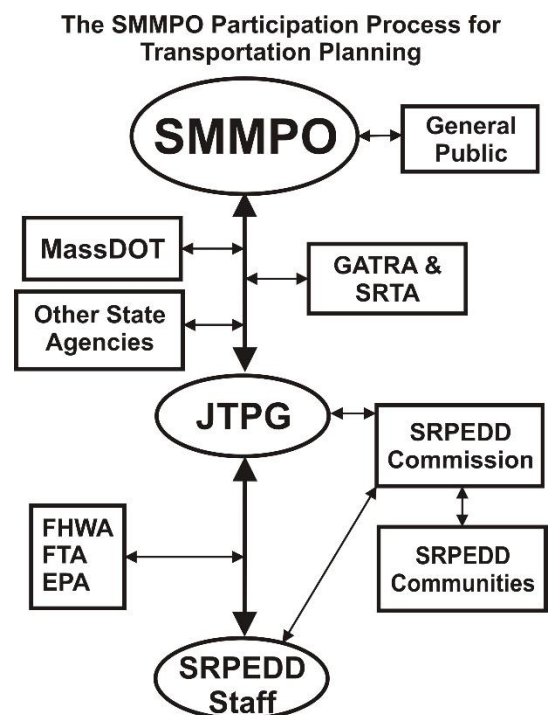 The SMMPO Participation Process for
Transportation Planning
SMMPO
General
Public
MassDOT
GATRA &
SRTA
Other State
Agencies
JTPG
SRPEDD
Commission
FHWA
FTA
EPA
SRPEDD
Communities
SRPEDD
Staff